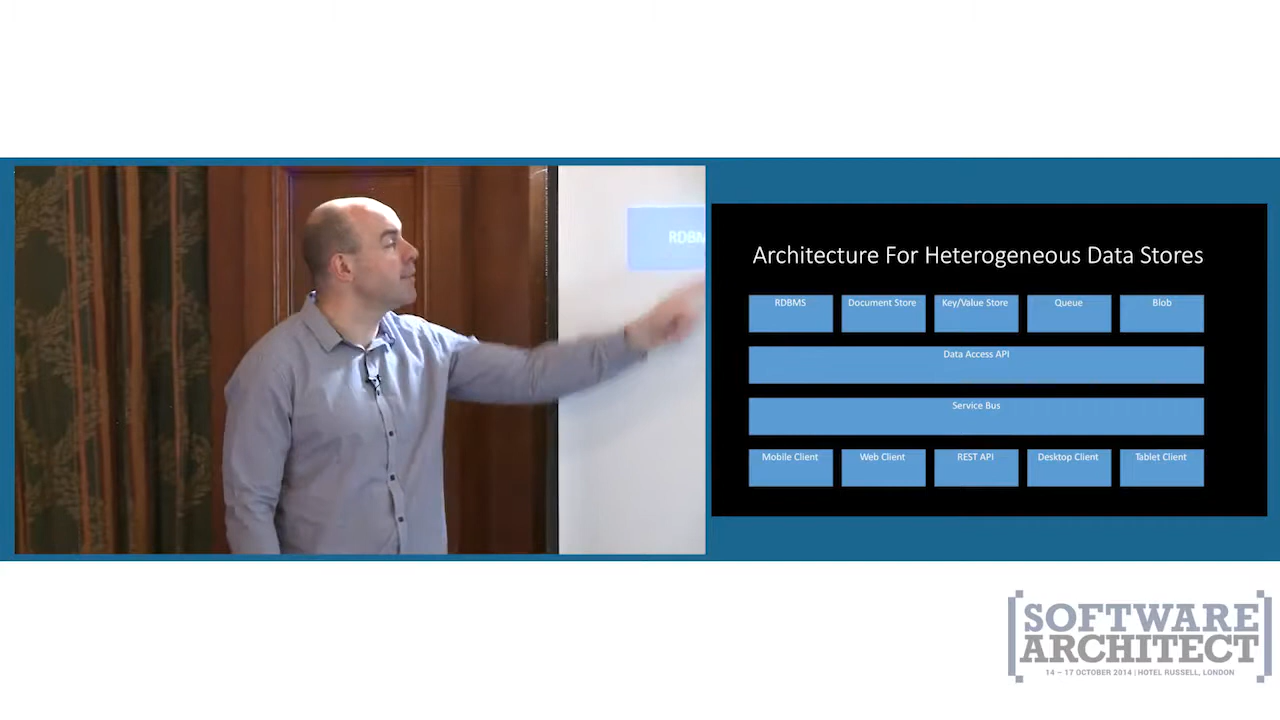 RDBM
Architecture For Heterogeneous Data Stores
RDBMS
Document Store
Key/Value Store
Queue
Blob
Data Access API
Service Bus
Mobile Client
Web Client
REST API
Desktop Client
Tablet Client
SOFTWARE
ARCHITECT
14 – 17 OCTOBER 2014 | HOTEL RUSSELL, LONDON